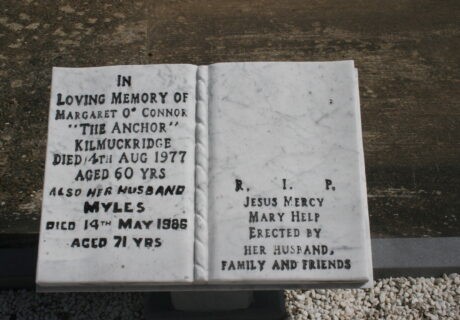 IN
LOVING MEMORY OF
MARGARET O' CONNOR
"THE ANCHOR"
KILMUCKRIDGE
DIED 14TH AUG 1977
AGED 60 YRS
ALSO HER HUSBAND
MYLES
DIED 14TH MAY 1986
AGED 71 YRS
R. I. P.
JESUS MERCY
MARY HELP
ERECTED BY
HER HUSBAND,
FAMILY AND FRIENDS